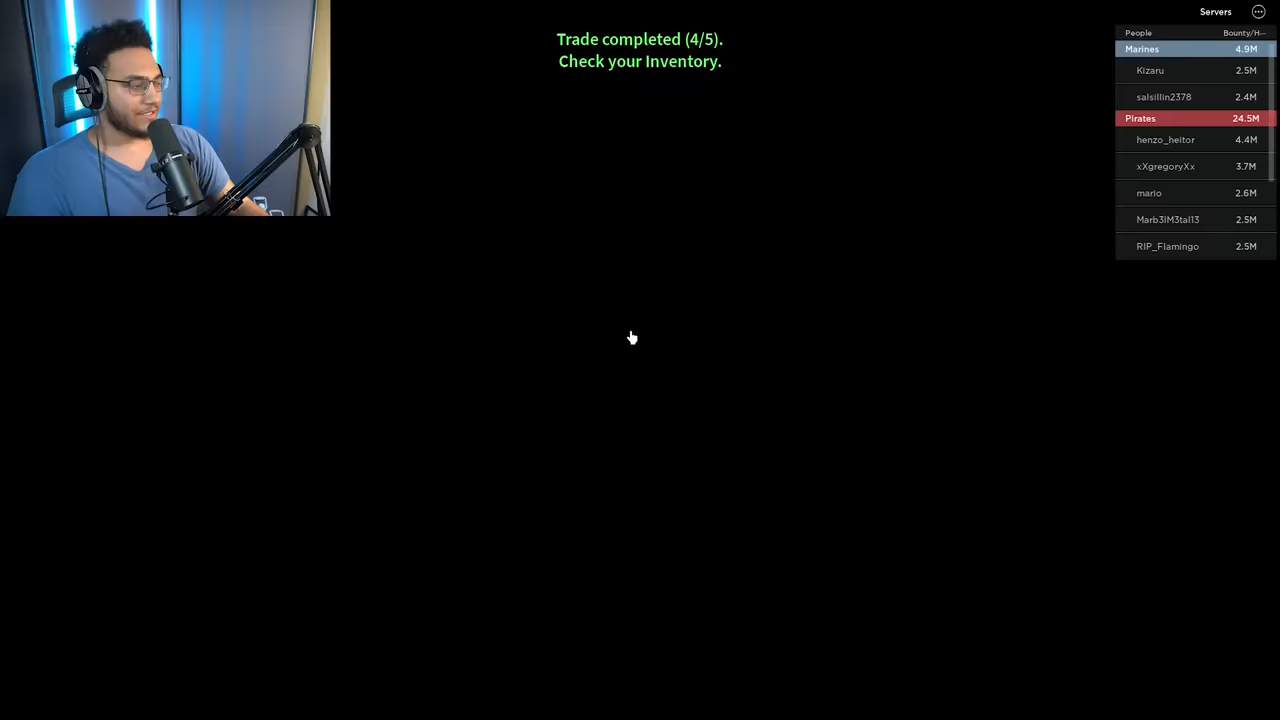 Servers
Trade completed (4/5).
Check your Inventory.
People Bounty/H--
Marines 4.9M
Kizaru 2.5M
salsillin2378 2.4M
Pirates 24.5M
henzo_heitor 4.4M
xXgregoryXx 3.7M
mario 2.6M
Marb3lM3tal13 2.5M
RIP_Flamingo 2.5M